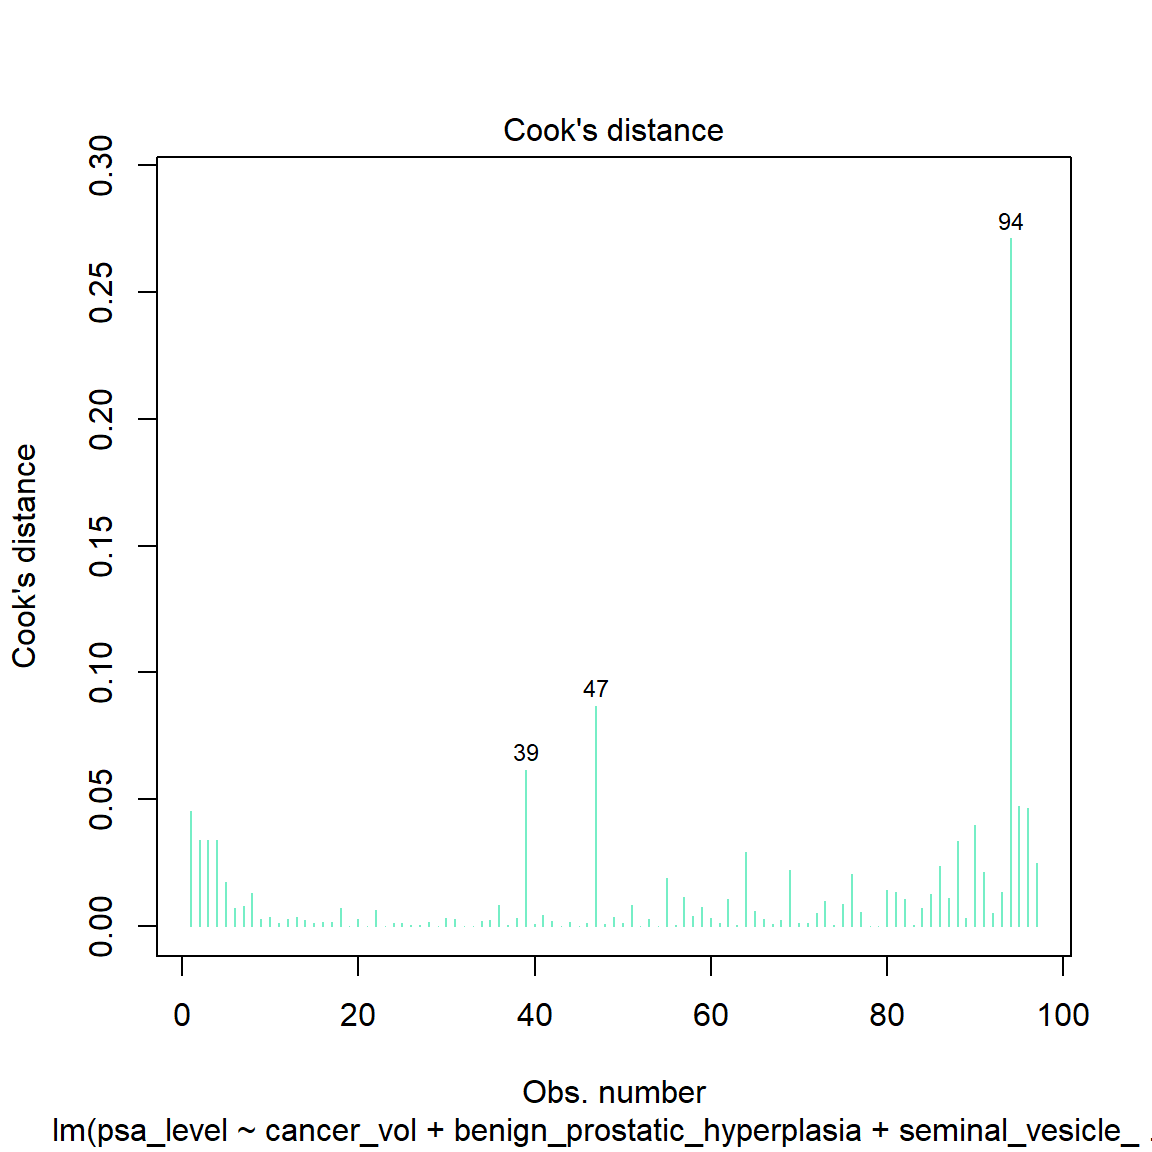 Cook's distance
0.30
0.25
0.20
0.15
0.10
0.05
0.00
Cook's distance
94
47
39
0 20 40 60 80 100
Obs. number
lm(psa_level ~ cancer_vol + benign_prostatic_hyperplasia + seminal_vesicle_ .